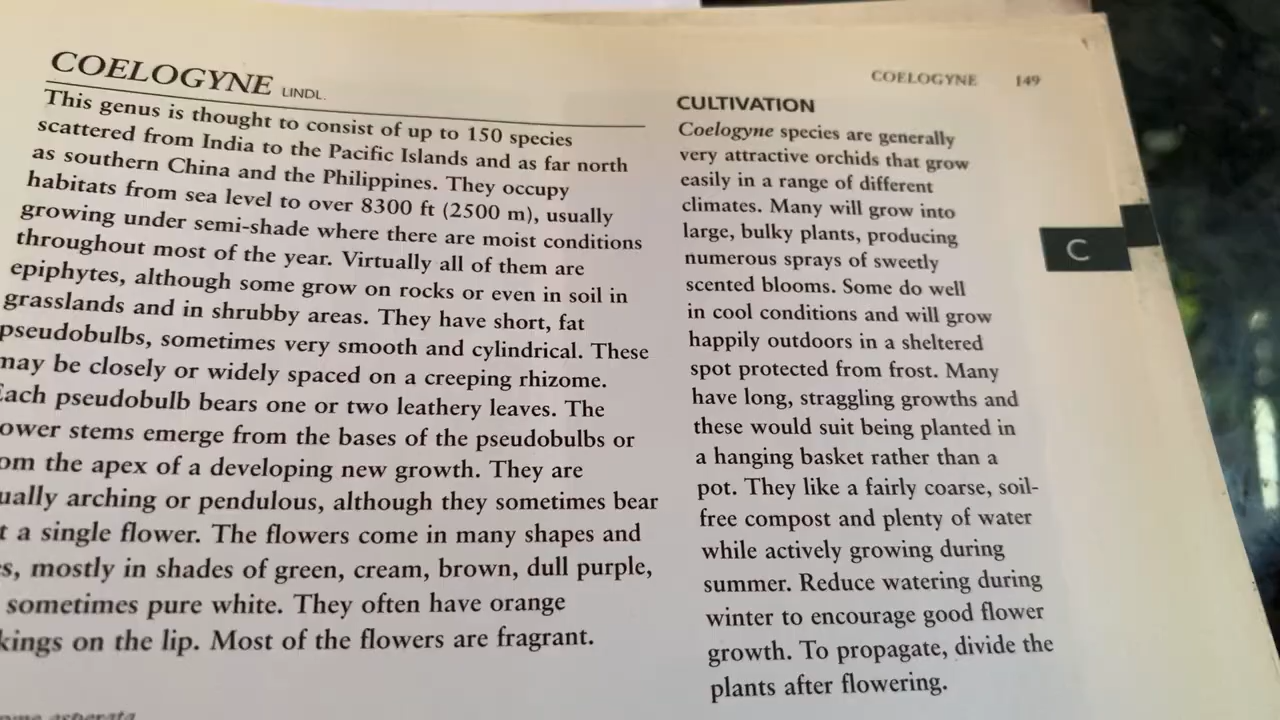 COELOGYNE LINDL.
This genus is thought to consist of up to 150 species
scattered from India to the Pacific Islands and as far north
as southern China and the Philippines. They occupy
habitats from sea level to over 8300 ft (2500 m), usually
growing under semi-shade where there are moist conditions
throughout most of the year. Virtually all of them are
epiphytes, although some grow on rocks or even in soil in
grasslands and in shrubby areas. They have short, fat
pseudobulbs, sometimes very smooth and cylindrical. These
may be closely or widely spaced on a creeping rhizome.
Each pseudobulb bears one or two leathery leaves. The
ower stems emerge from the bases of the pseudobulbs or
om the apex of a developing new growth. They are
ually arching or pendulous, although they sometimes bear
t a single flower. The flowers come in many shapes and
s, mostly in shades of green, cream, brown, dull purple,
sometimes pure white. They often have orange
kings on the lip. Most of the flowers are fragrant.
COELOGYNE 149
CULTIVATION
Coelogyne species are generally
very attractive orchids that grow
easily in a range of different
climates. Many will grow into
large, bulky plants, producing
numerous sprays of sweetly
scented blooms. Some do well
in cool conditions and will grow
happily outdoors in a sheltered
spot protected from frost. Many
have long, straggling growths and
these would suit being planted in
a hanging basket rather than a
pot. They like a fairly coarse, soil-
free compost and plenty of water
while actively growing during
summer. Reduce watering during
winter to encourage good flower
growth. To propagate, divide the
plants after flowering.
C